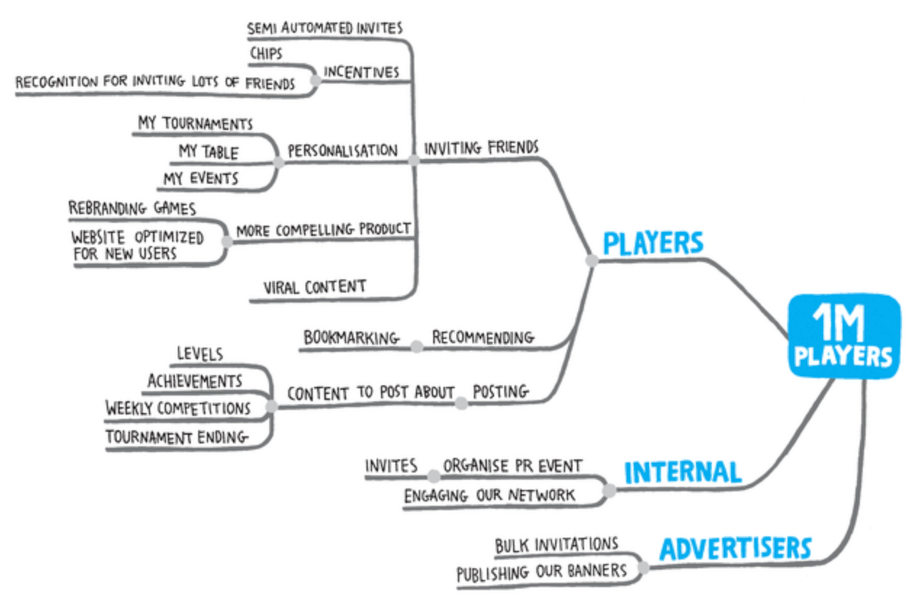 SEMI AUTOMATED INVITES
CHIPS
INCENTIVES
RECOGNITION FOR INVITING LOTS OF FRIENDS
MY TOURNAMENTS
MY TABLE
PERSONALISATION
INVITING FRIENDS
MY EVENTS
REBRANDING GAMES
MORE COMPELLING PRODUCT
WEBSITE OPTIMIZED
FOR NEW USERS
PLAYERS
VIRAL CONTENT
1M
PLAYERS
BOOKMARKING
RECOMMENDING
LEVELS
ACHIEVEMENTS
CONTENT TO POST ABOUT
POSTING
WEEKLY COMPETITIONS
TOURNAMENT ENDING
INVITES
ORGANISE PR EVENT
INTERNAL
ENGAGING OUR NETWORK
BULK INVITATIONS
ADVERTISERS
PUBLISHING OUR BANNERS